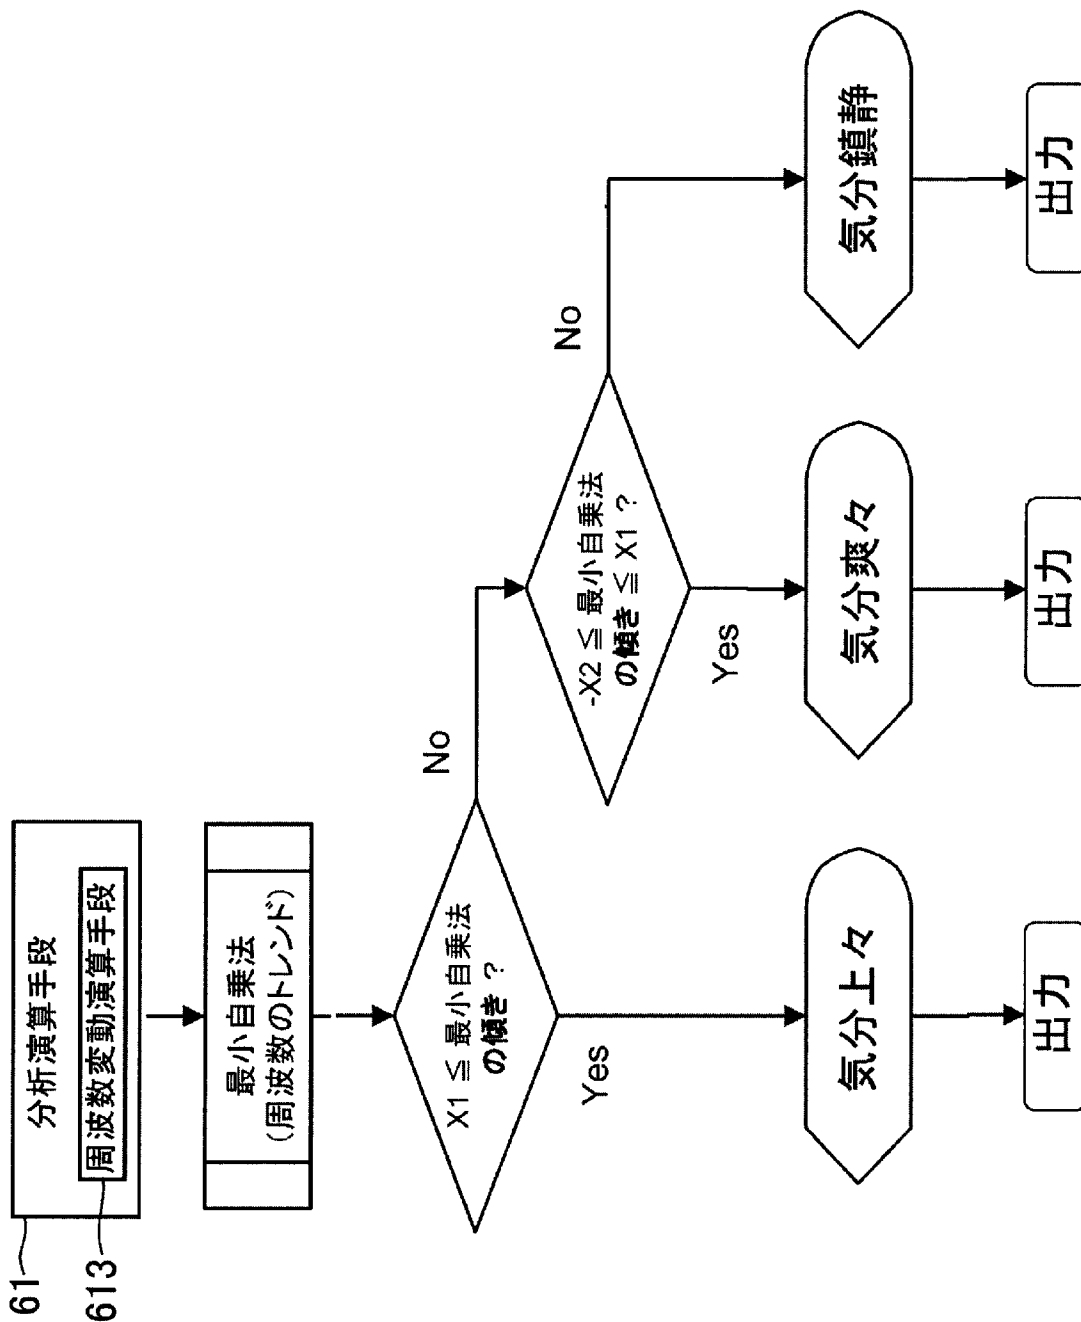 61
613
分析演算手段
周波数変動演算手段
最小自乗法
(周波数のトレンド)
X1 ≦ 最小自乗法
の傾き ?
Yes
No
気分上々
出力
-X2 ≦ 最小自乗法
の傾き ≦ X1 ?
Yes
No
気分爽々
出力
気分鎮静
出力